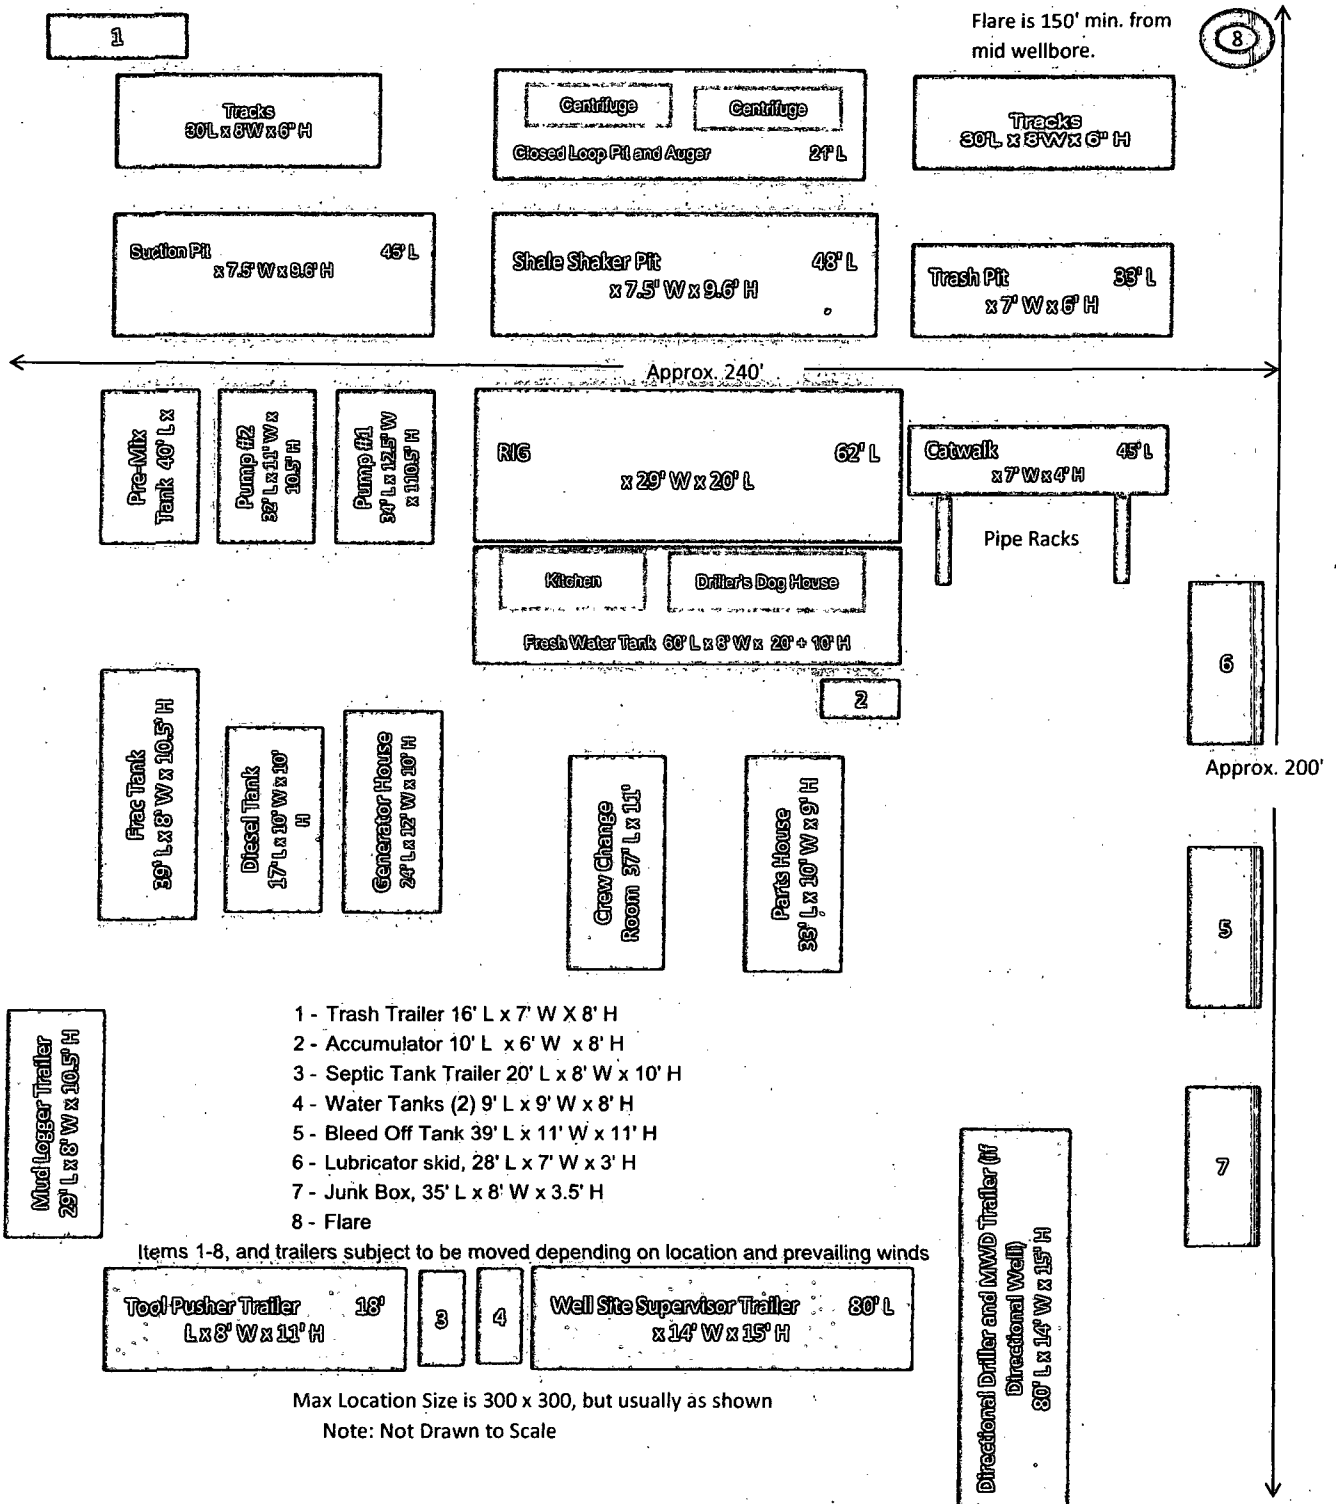 1
Flare is 150' min. from
mid wellbore.
8
Tracks
30'L x 8'W x 6" H
Centrifuge
Centrifuge
Closed Loop Pit and Auger 21' L
Tracks
30'L x 8'W x 6" H
Suction Pit 45' L
x 7.5' W x 9.6' H
Shale Shaker Pit 48' L
x 7.5' W x 9.6' H
Trash Pit 33' L
x 7' W x 6' H
Approx. 240'
Pre-Mix
Tank 40' L x
Pump #2
32' L x 11' W x
10.5' H
Pump #1
34' L x 12.5' W
x 110.5' H
RIG 62' L
x 29' W x 20' L
Catwalk 45' L
x 7' W x 4' H
Pipe Racks
Kitchen
Driller's Dog House
Fresh Water Tank 60' L x 8' W x 20' + 10' H
2
6
Approx. 200'
Frac Tank
39' L x 8' W x 10.5' H
Diesel Tank
17' L x 10' W x 10'
H
Generator House
24' L x 12' W x 10' H
Crew Change
Room 37' L x 11'
Parts House
33' L x 10' W x 9' H
5
Mud Logger Trailer
29' L x 8' W x 10.5' H
1 - Trash Trailer 16' L x 7' W X 8' H
2 - Accumulator 10' L x 6' W x 8' H
3 - Septic Tank Trailer 20' L x 8' W x 10' H
4 - Water Tanks (2) 9' L x 9' W x 8' H
5 - Bleed Off Tank 39' L x 11' W x 11' H
6 - Lubricator skid, 28' L x 7' W x 3' H
7 - Junk Box, 35' L x 8' W x 3.5' H
8 - Flare
7
Items 1-8, and trailers subject to be moved depending on location and prevailing winds
Tool Pusher Trailer 18'
L x 8' W x 11' H
3
4
Well Site Supervisor Trailer 80' L
x 14' W x 15' H
Directional Driller and MWD Trailer (if
Directional Well)
80' L x 14' W x 15' H
Max Location Size is 300 x 300, but usually as shown
Note: Not Drawn to Scale